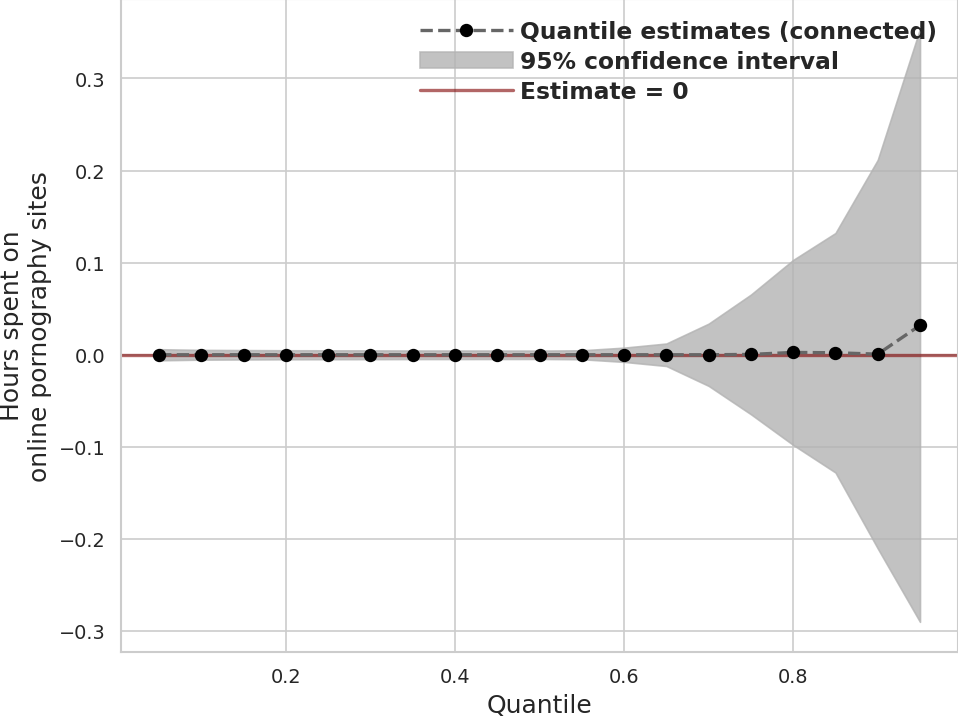 Quantile estimates (connected)
95% confidence interval
Estimate = 0
Hours spent on
online pornography sites
0.3
0.2
0.1
0.0
−0.1
−0.2
−0.3
0.2
0.4
0.6
0.8
Quantile